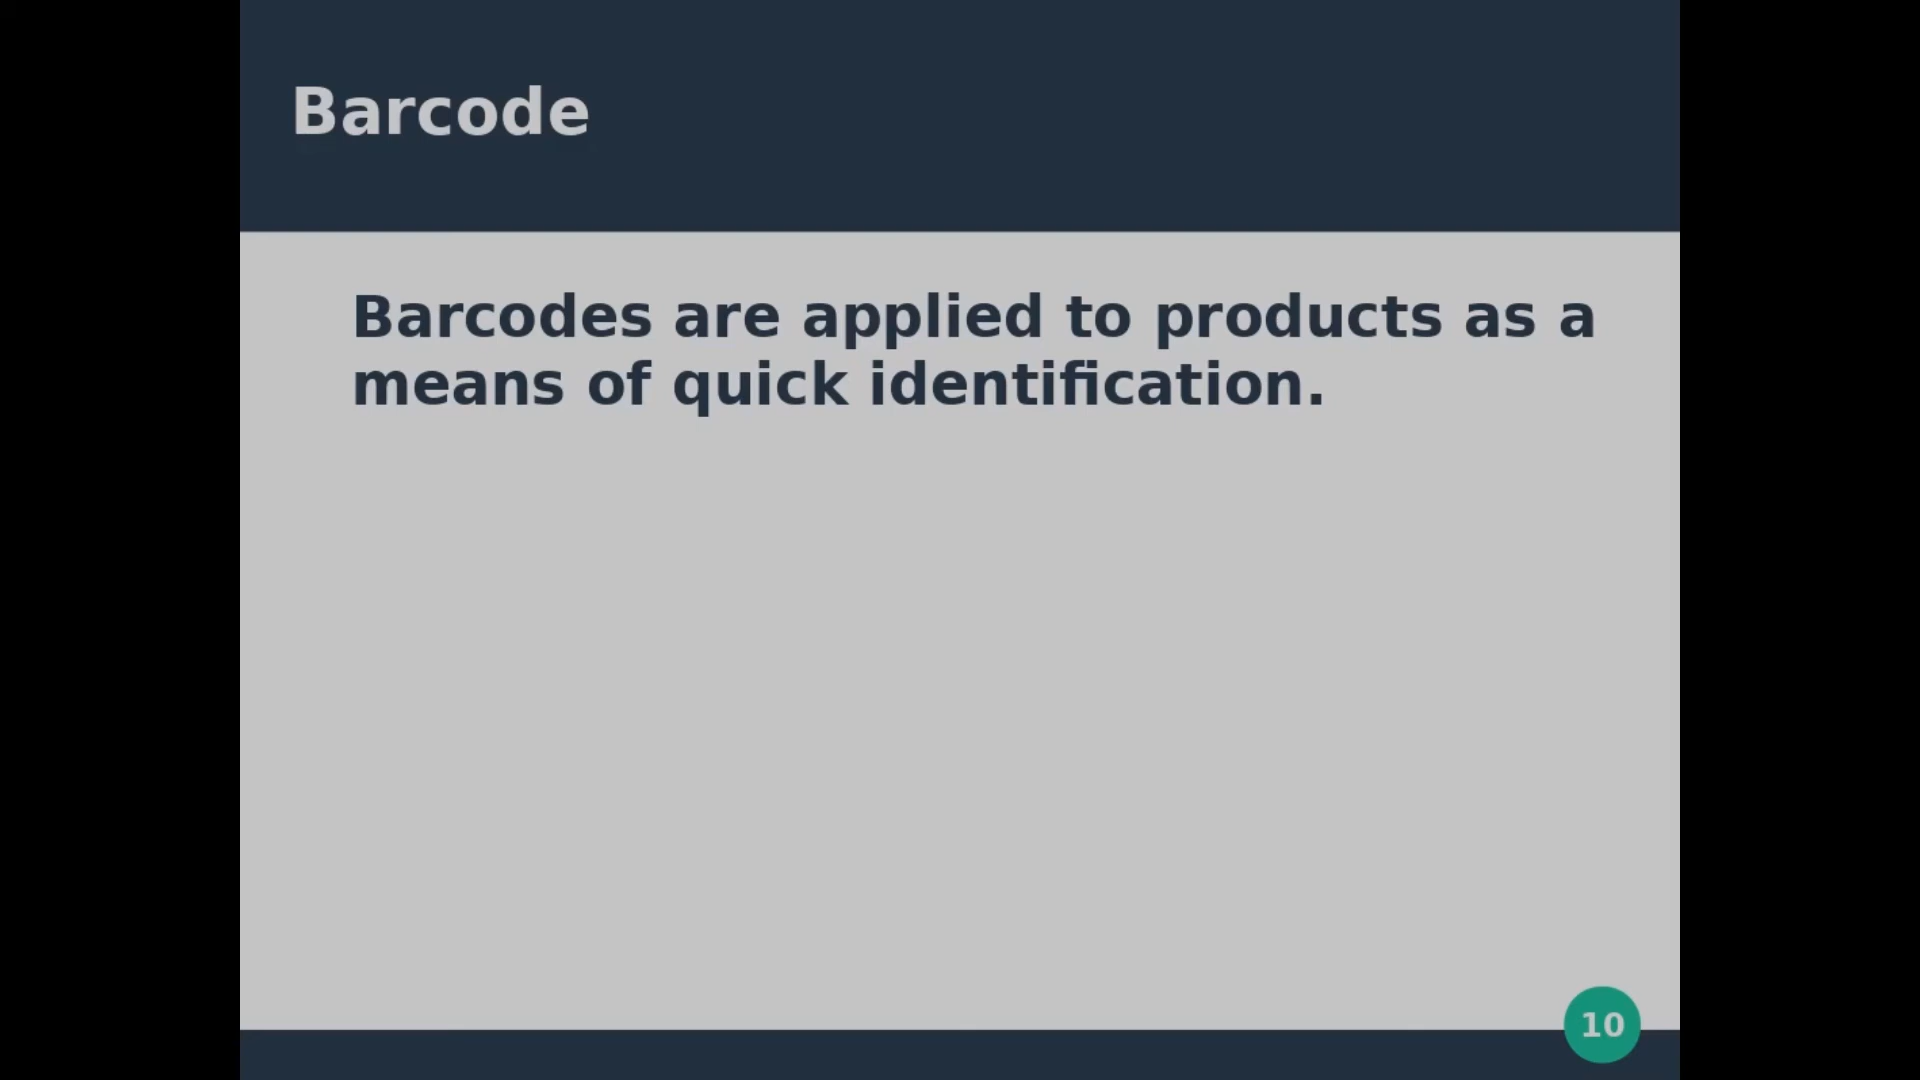 Barcode
Barcodes are applied to products as a
means of quick identification.
10